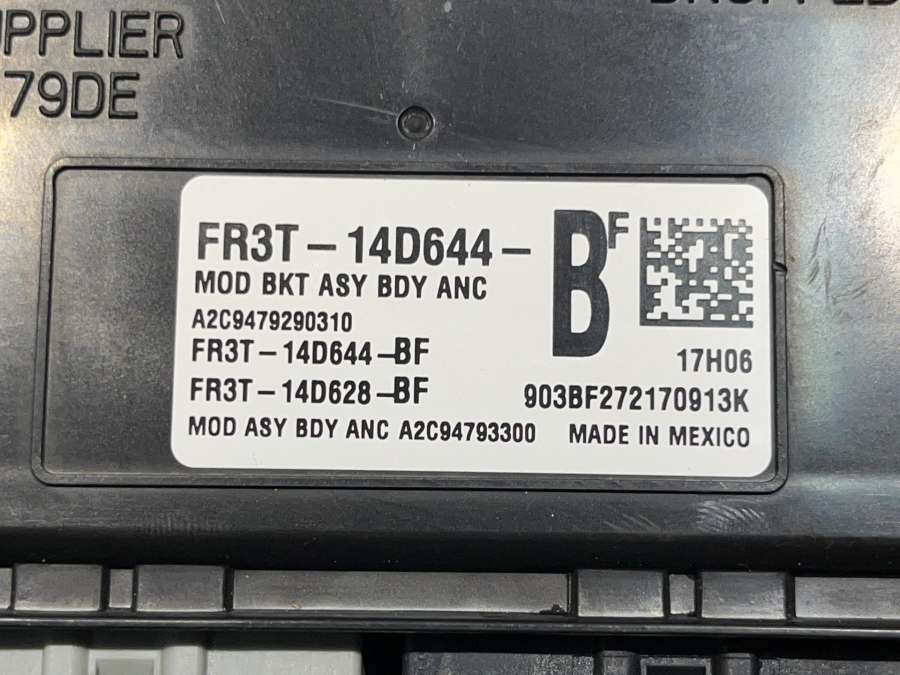 79DE
FR3T-14D644-
BF
MOD BKT ASY BDY ANC
A2C9479290310
FR3T-14D644-BF
17H06
FR3T-14D628-BF
903BF272170913K
MOD ASY BDY ANC A2C94793300
MADE IN MEXICO